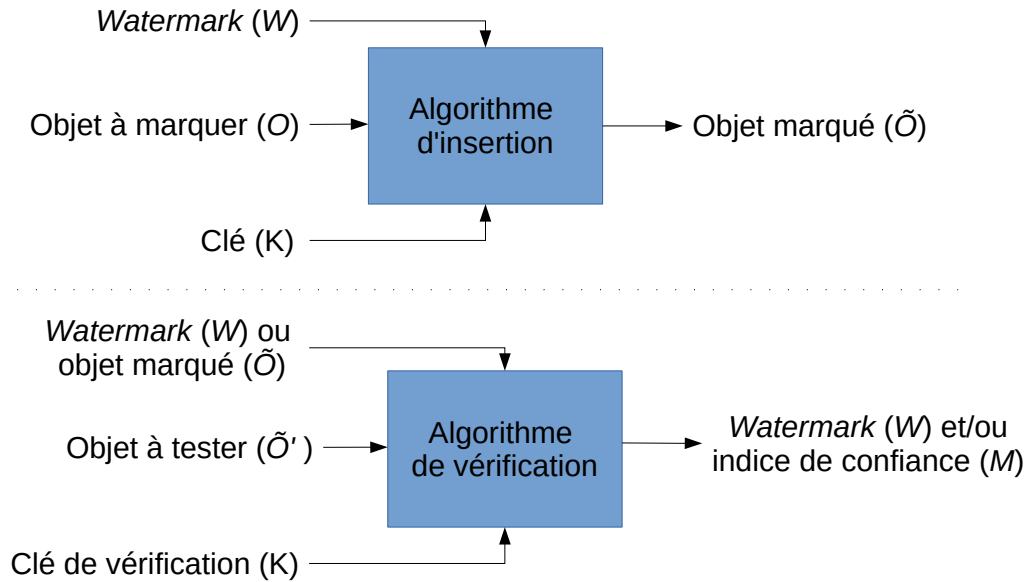 Watermark (W)
Objet à marquer (O)
Algorithme
d'insertion
Objet marqué (Õ)
Clé (K)
Watermark (W) ou
objet marqué (Õ)
Objet à tester (Õ' )
Algorithme
de vérification
Watermark (W) et/ou
indice de confiance (M)
Clé de vérification (K)